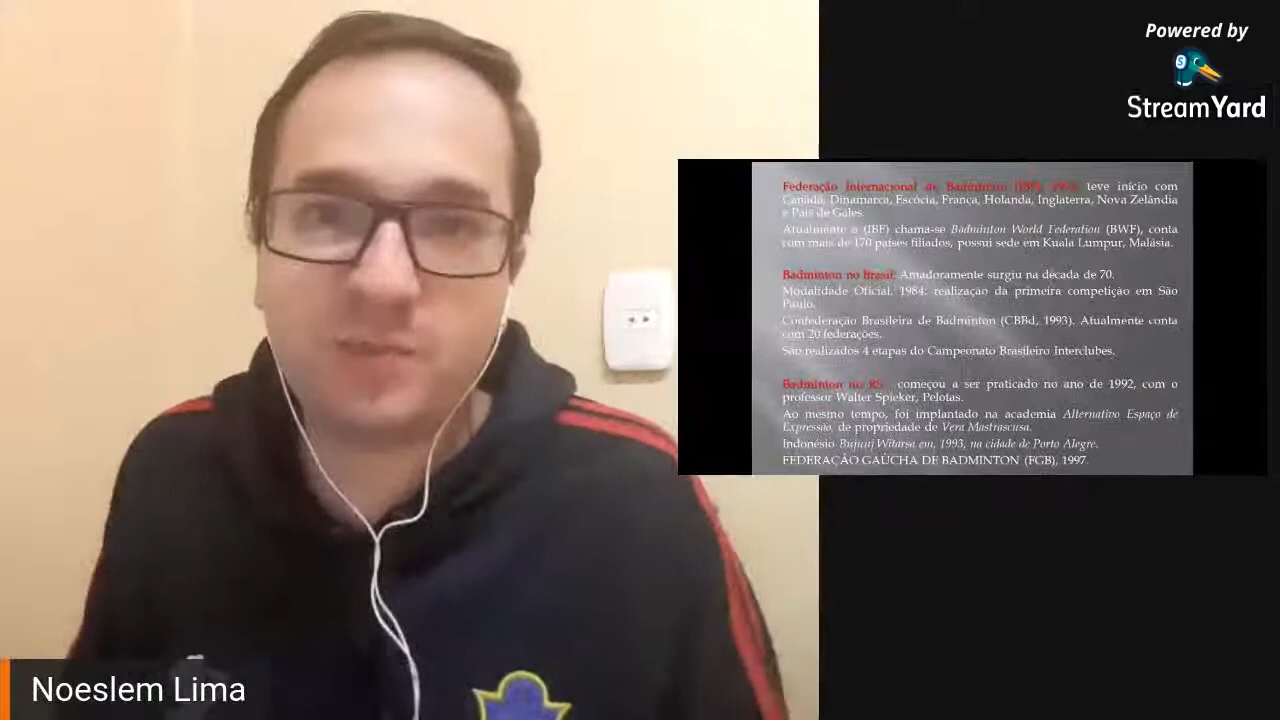 Powered by
StreamYard
Federação Internacional de Badminton (IBF, teve início com
Canadá, Dinamarca, Escócia, França, Holanda, Inglaterra, Nova Zelândia
e País de Gales.
Atualmente a (IBF) chama-se Badminton World Federation (BWF), conta
com mais de 170 países filiados, possui sede em Kuala Lumpur, Malásia.
Badminton no Brasil: Amadoramente surgiu na década de 70.
Modalidade Oficial, 1984: realização da primeira competição em São
Paulo.
Confederação Brasileira de Badminton (CBBd, 1993). Atualmente conta
com 20 federações.
São realizados 4 etapas do Campeonato Brasileiro Interclubes.
Badminton no RS: começou a ser praticado no ano de 1992, com o
professor Walter Spieker, Pelotas.
Ao mesmo tempo, foi implantado na academia Alternativo Espaço de
Expressão, de propriedade de Vera Mastrascusa.
Indonésio Witarsa em, 1993, na cidade de Porto Alegre.
FEDERAÇÃO GAÚCHA DE BADMINTON (FGB), 1997.
Noeslem Lima